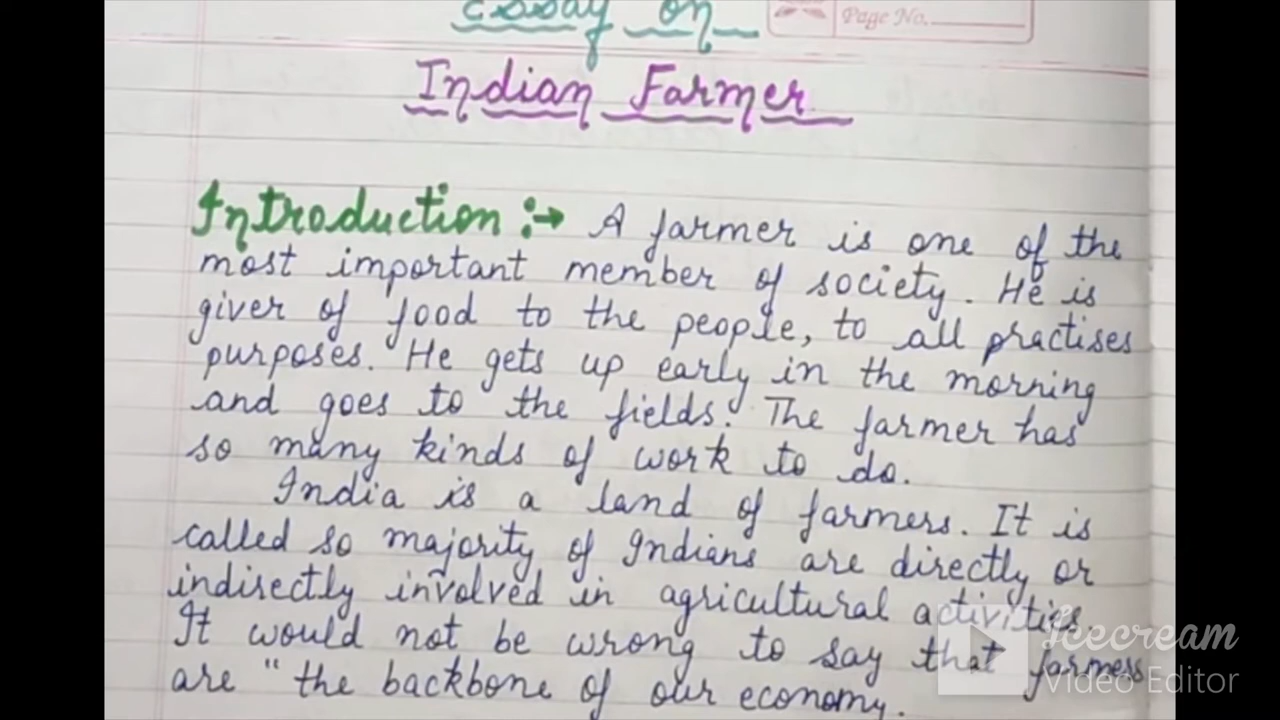 Essay on
Page No.
Indian Farmer
Introduction :→ A farmer is one of the
most important member of society. He is
giver of food to the people, to all practises
purposes. He gets up early in the morning
and goes to the fields. The farmer has
so many kinds of work to do.
India is a land of farmers. It is
called so majority of Indians are directly or
indirectly involved in agricultural activities
It would not be wrong to say that farmers
are "the backbone of our economy.
Icecream
Video Editor